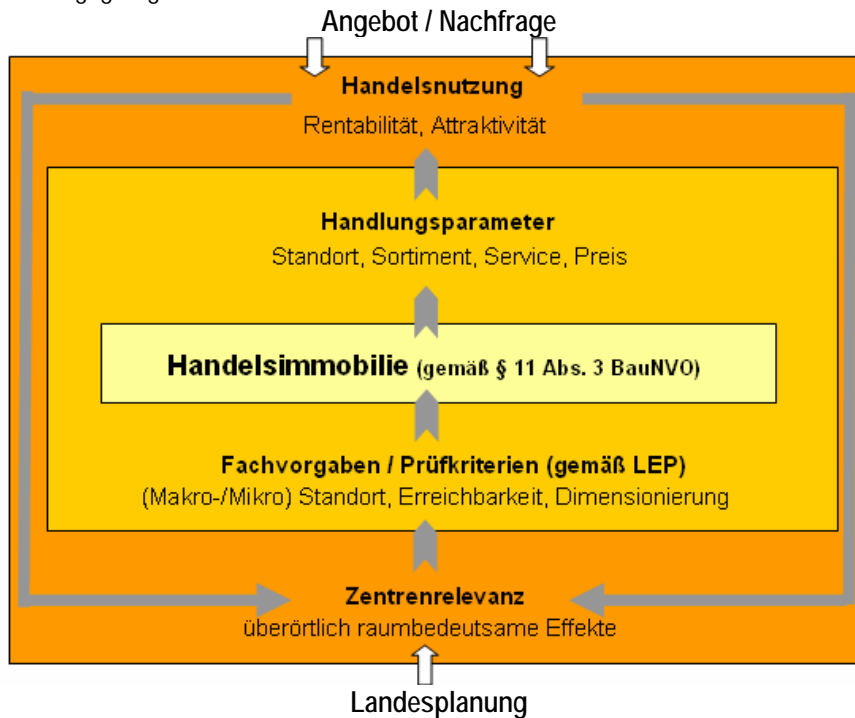 Angebot / Nachfrage
Handelsnutzung
Rentabilität, Attraktivität
Handlungsparameter
Standort, Sortiment, Service, Preis
Handelsimmobilie (gemäß § 11 Abs. 3 BauNVO)
Fachvorgaben / Prüfkriterien (gemäß LEP)
(Makro-/Mikro) Standort, Erreichbarkeit, Dimensionierung
Zentrenrelevanz
überörtlich raumbedeutsame Effekte
Landesplanung